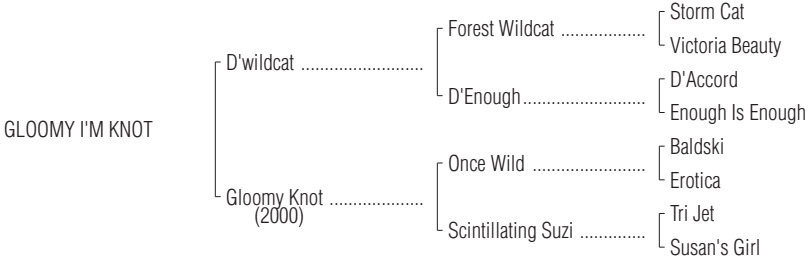 Storm Cat
Forest Wildcat ..................
Victoria Beauty
D'wildcat ..........................
D'Accord
D'Enough..........................
Enough Is Enough
GLOOMY I'M KNOT
Baldski
Once Wild ........................
Erotica
Gloomy Knot ....................
(2000)
Tri Jet
Scintillating Suzi ..............
Susan's Girl